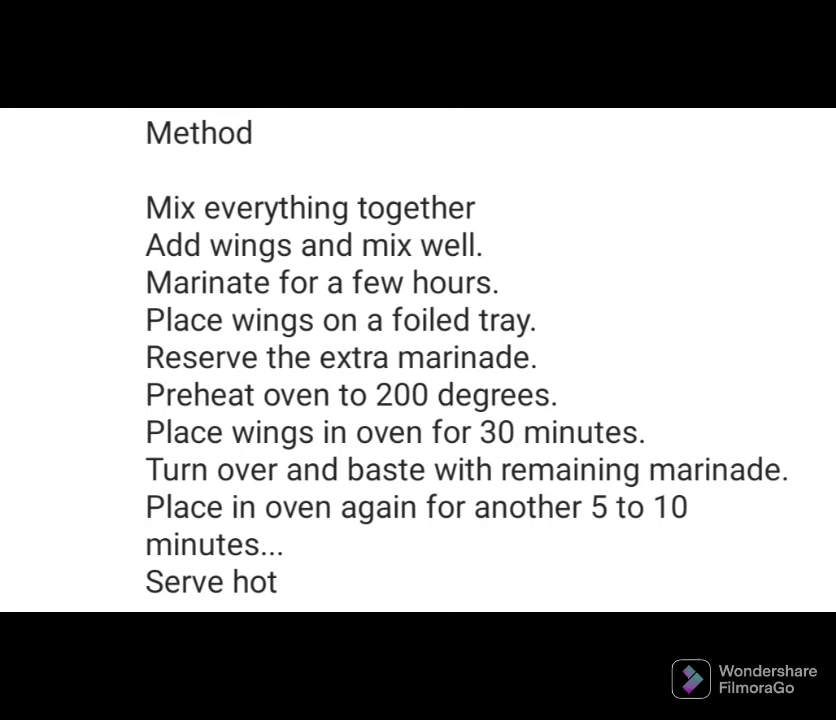 Method
Mix everything together
Add wings and mix well.
Marinate for a few hours.
Place wings on a foiled tray.
Reserve the extra marinade.
Preheat oven to 200 degrees.
Place wings in oven for 30 minutes.
Turn over and baste with remaining marinade.
Place in oven again for another 5 to 10
minutes...
Serve hot
Wondershare
FilmoraGo